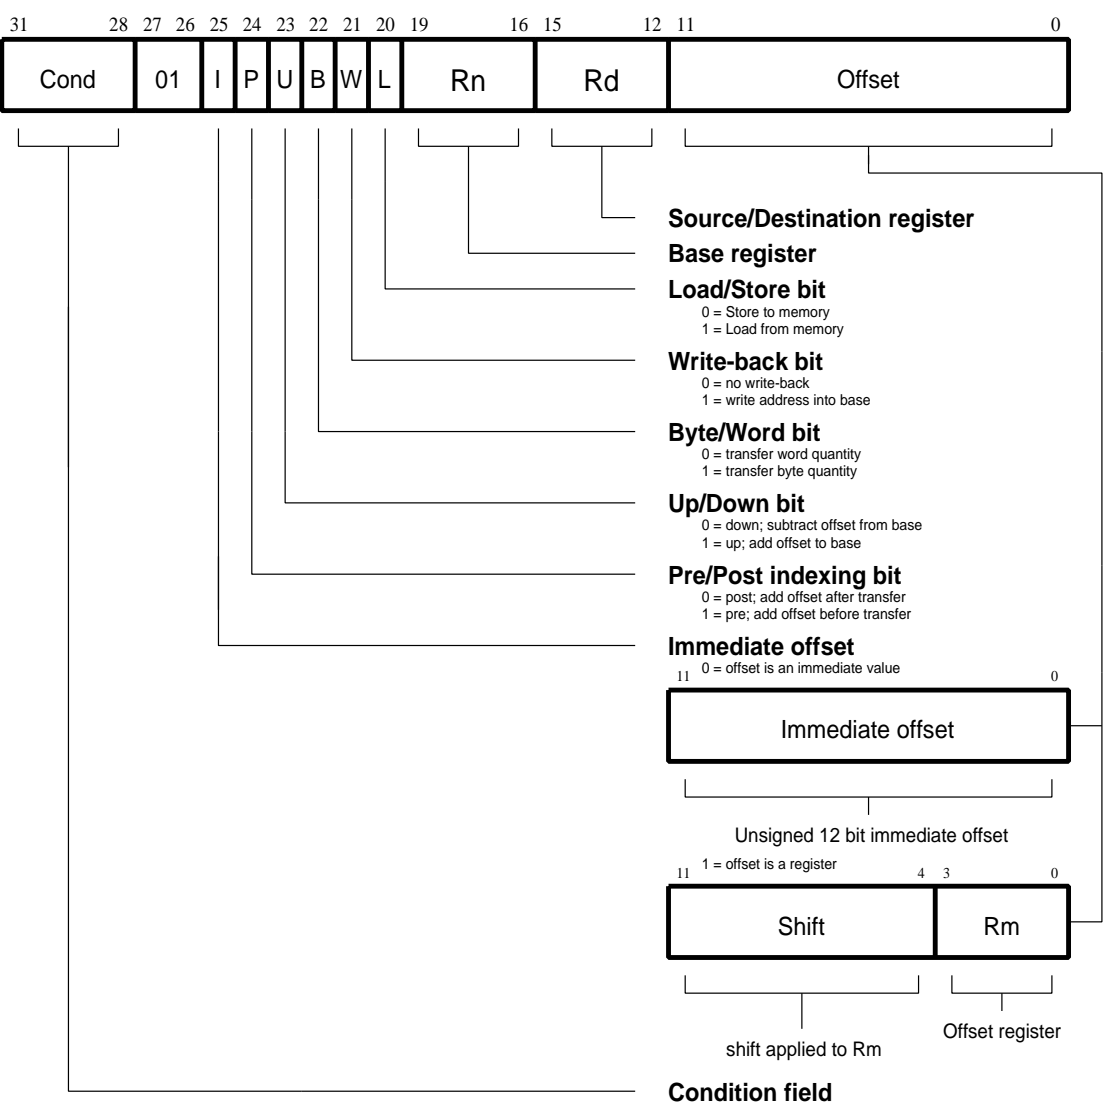 31 28 27 26 25 24 23 22 21 20 19 16 15 12 11 0
Cond 01 I P U B W L Rn Rd Offset
Source/Destination register
Base register
Load/Store bit
0 = Store to memory
1 = Load from memory
Write-back bit
0 = no write-back
1 = write address into base
Byte/Word bit
0 = transfer word quantity
1 = transfer byte quantity
Up/Down bit
0 = down; subtract offset from base
1 = up; add offset to base
Pre/Post indexing bit
0 = post; add offset after transfer
1 = pre; add offset before transfer
Immediate offset
0 = offset is an immediate value
11 0
Immediate offset
Unsigned 12 bit immediate offset
1 = offset is a register
11 4 3 0
Shift Rm
Offset register
shift applied to Rm
Condition field